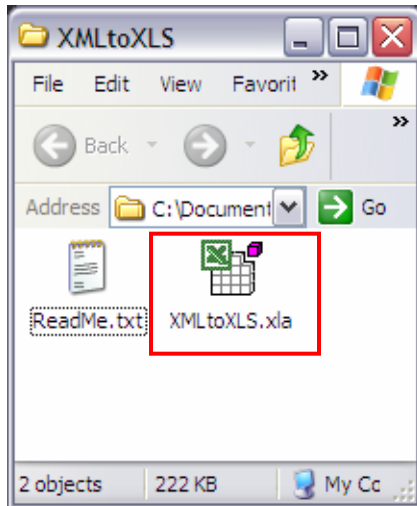 XMLtoXLS
File Edit View Favorit »
Back »
Address C:\Document Go
ReadMe.txt XMLtoXLS.xla
2 objects 222 KB My Cc